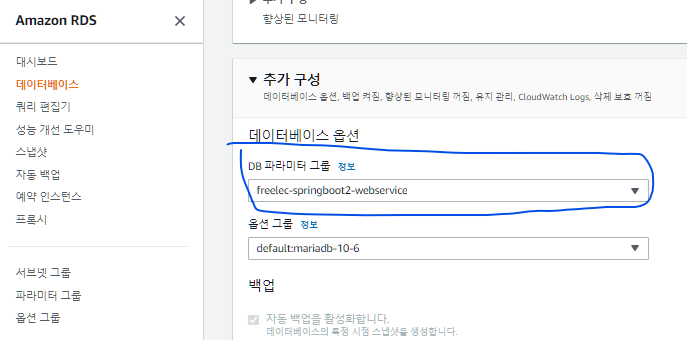 Amazon RDS
대시보드
데이터베이스
쿼리 편집기
성능 개선 도우미
스냅샷
자동 백업
예약 인스턴스
프록시
서브넷 그룹
파라미터 그룹
옵션 그룹
향상된 모니터링
추가 구성
데이터베이스 옵션, 백업 켜짐, 향상된 모니터링 꺼짐, 유지 관리, CloudWatch Logs, 삭제 보호 꺼짐
데이터베이스 옵션
DB 파라미터 그룹 정보
freelec-springboot2-webservice
옵션 그룹 정보
default:mariadb-10-6
백업
자동 백업을 활성화합니다.
데이터베이스의 특정 시점 스냅샷을 생성합니다.